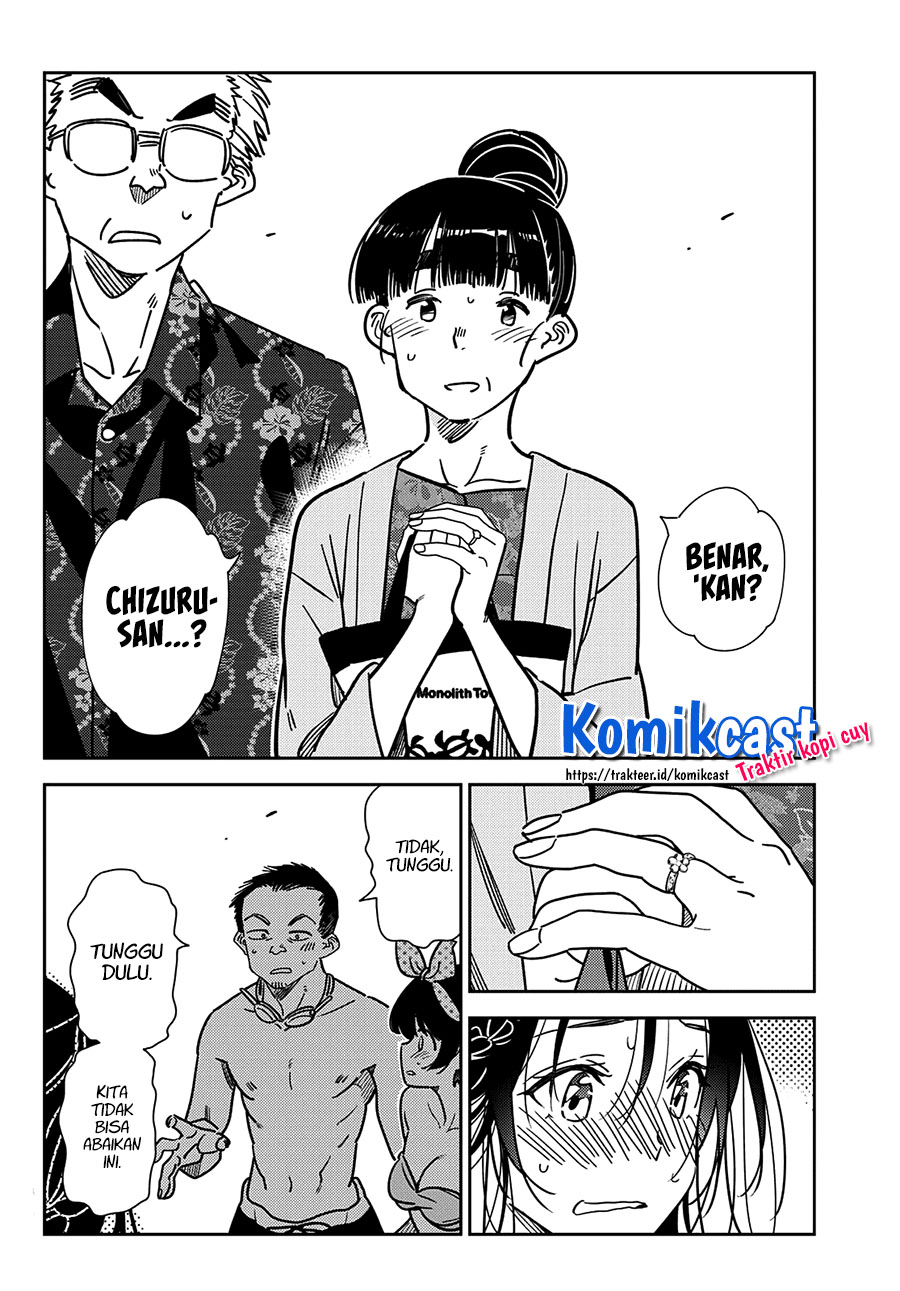 BENAR,
'KAN?
CHIZURU-
SAN...?
Monolith To
Komikcast
https://trakteer.id/komikcast
Traktir kopi cuy
TIDAK,
TUNGGU.
TUNGGU
DULU.
KITA
TIDAK
BISA
ABAIKAN
INI.